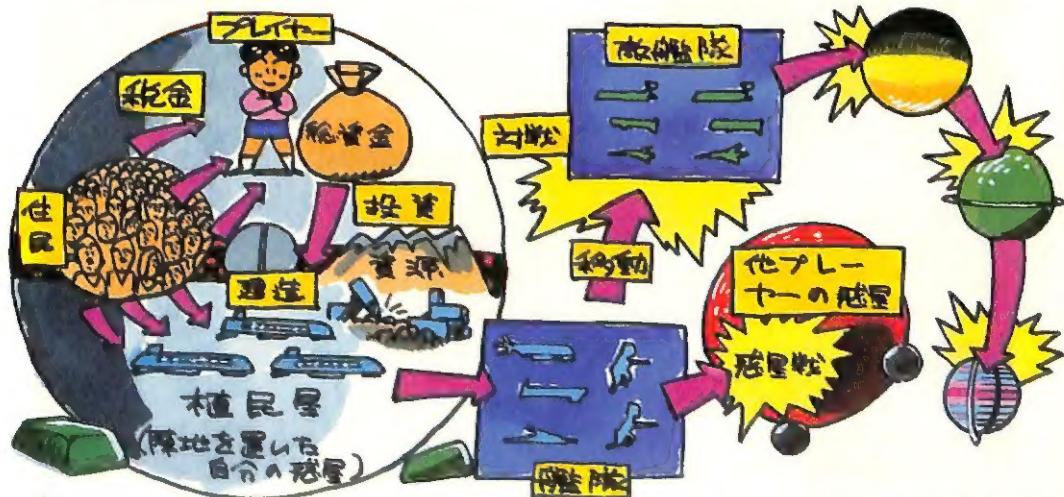 プレイヤー
税金
総資金
住民
投資
資源
建造
植民星
(陣地を置いた
自分の惑星)
敵艦隊
対戦
移動
他プレー
ヤーの惑星
惑星戦
艦隊